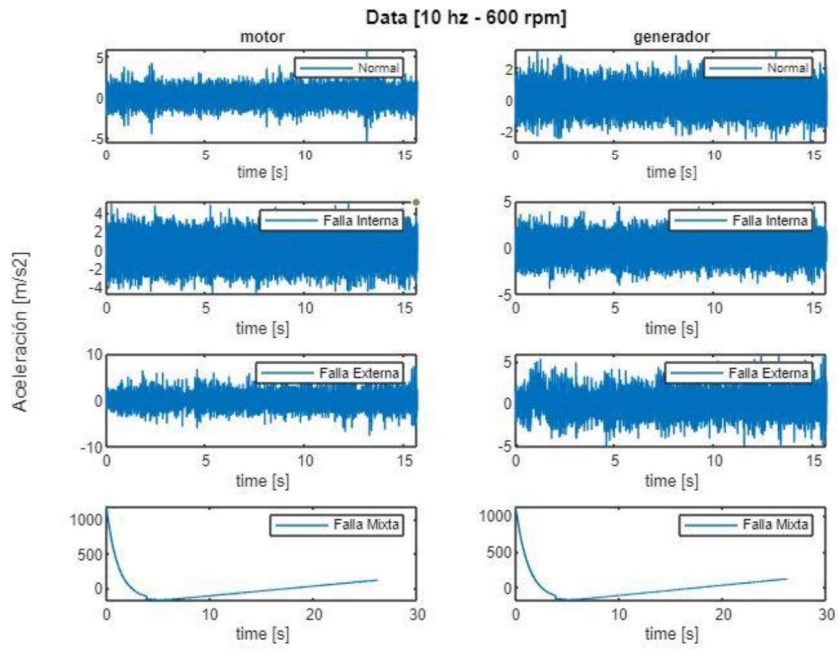 Data [10 hz - 600 rpm]
motor
generador
Aceleración [m/s2]
5
0
-5
Normal
0 5 10 15
time [s]
2
0
-2
Normal
0 5 10 15
time [s]
4
2
0
-2
-4
Falla Interna
0 5 10 15
time [s]
5
0
-5
Falla Interna
0 5 10 15
time [s]
10
0
-10
Falla Externa
0 5 10 15
time [s]
5
0
-5
Falla Externa
0 5 10 15
time [s]
1000
500
0
Falla Mixta
0 10 20 30
time [s]
1000
500
0
Falla Mixta
0 10 20 30
time [s]